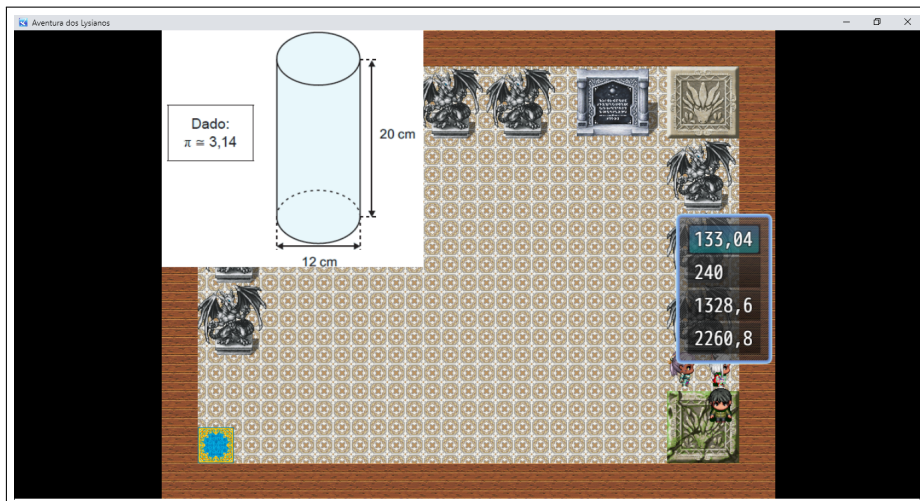 Aventura dos Lysianos
Dado:
π ≃ 3,14
20 cm
12 cm
133,04
240
1328,6
2260,8